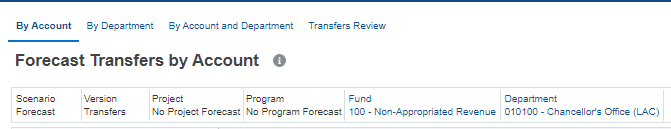 By Account By Department By Account and Department Transfers Review
Forecast Transfers by Account
Scenario Version Project Program Fund Department
Forecast Transfers No Project Forecast No Program Forecast 100 - Non-Appropriated Revenue 010100 - Chancellor's Office (LAC)